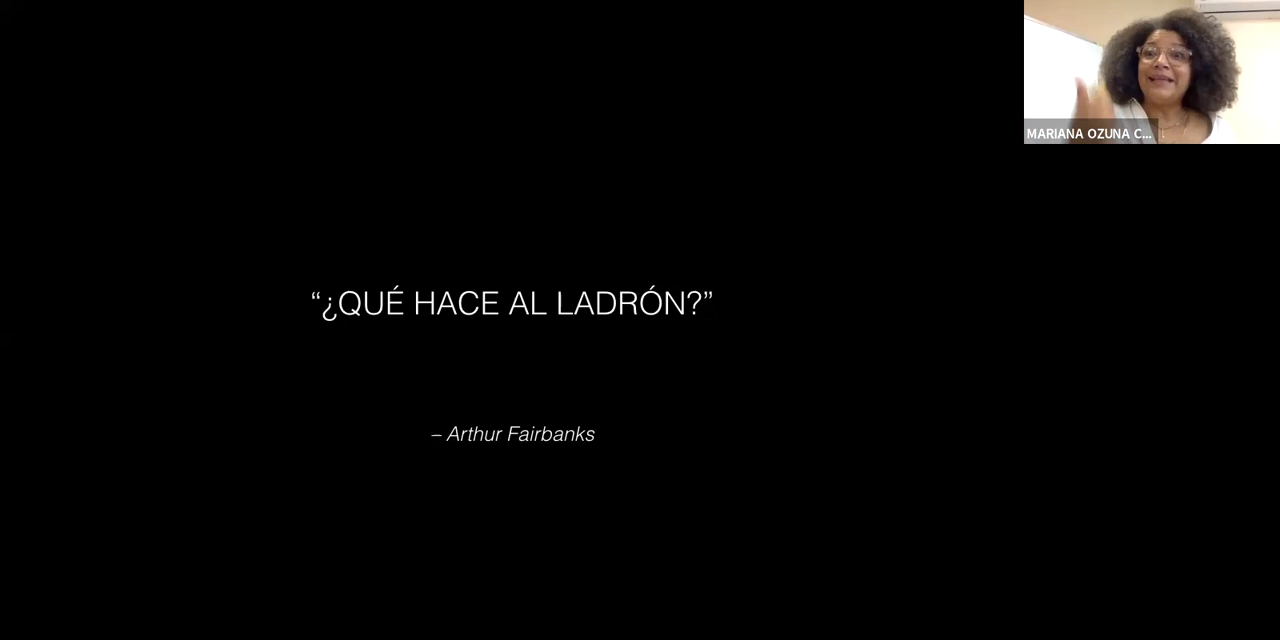 MARIANA OZUNA C...
“¿QUÉ HACE AL LADRÓN?”
– Arthur Fairbanks